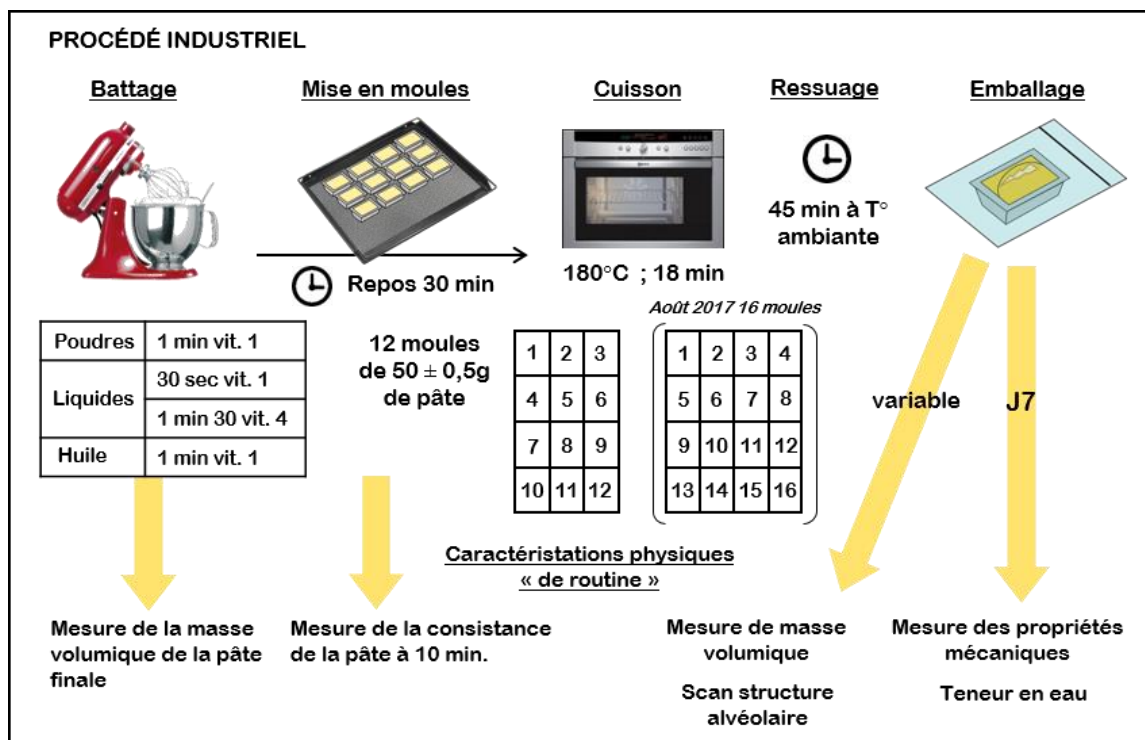 PROCÉDÉ INDUSTRIEL
Battage
Mise en moules
Cuisson
Ressuage
Emballage
Repos 30 min
180°C ; 18 min
45 min à T°
ambiante
Poudres
1 min vit. 1
Liquides
30 sec vit. 1
1 min 30 vit. 4
Huile
1 min vit. 1
12 moules
de 50 ± 0,5g
de pâte
1 2 3
4 5 6
7 8 9
10 11 12
Août 2017 16 moules
1 2 3 4
5 6 7 8
9 10 11 12
13 14 15 16
variable
J7
Caractéristations physiques
« de routine »
Mesure de la masse
volumique de la pâte
finale
Mesure de la consistance
de la pâte à 10 min.
Mesure de masse
volumique
Scan structure
alvéolaire
Mesure des propriétés
mécaniques
Teneur en eau